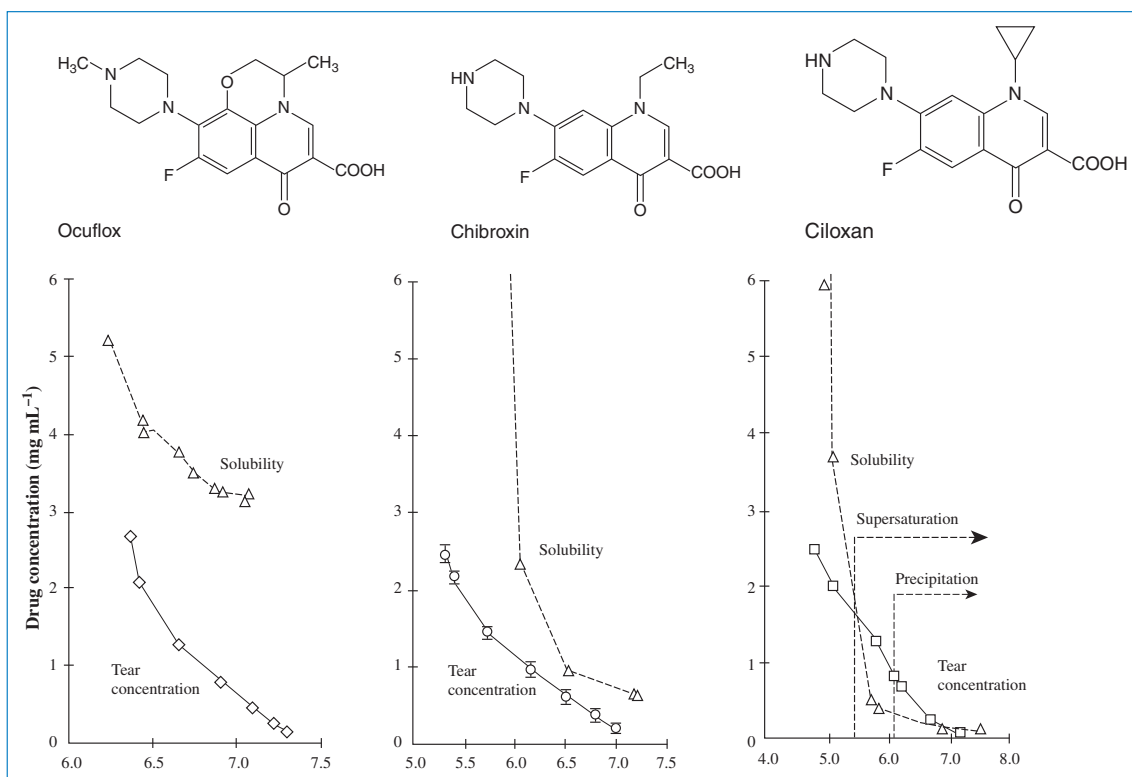 H₃C
N
N
O
CH₃
N
F
O
COOH
Ocuflox
HN
N
CH₃
N
F
O
COOH
Chibroxin
HN
N
N
F
O
COOH
Ciloxan
Drug concentration (mg mL⁻¹)
6
5
4
3
2
1
0
Solubility
Tear
concentration
6.0 6.5 7.0 7.5
6
5
4
3
2
1
0
Solubility
Tear
concentration
5.0 5.5 6.0 6.5 7.0 7.5
6
5
4
3
2
1
0
Solubility
Supersaturation
Precipitation
Tear
concentration
4.0 5.0 6.0 7.0 8.0